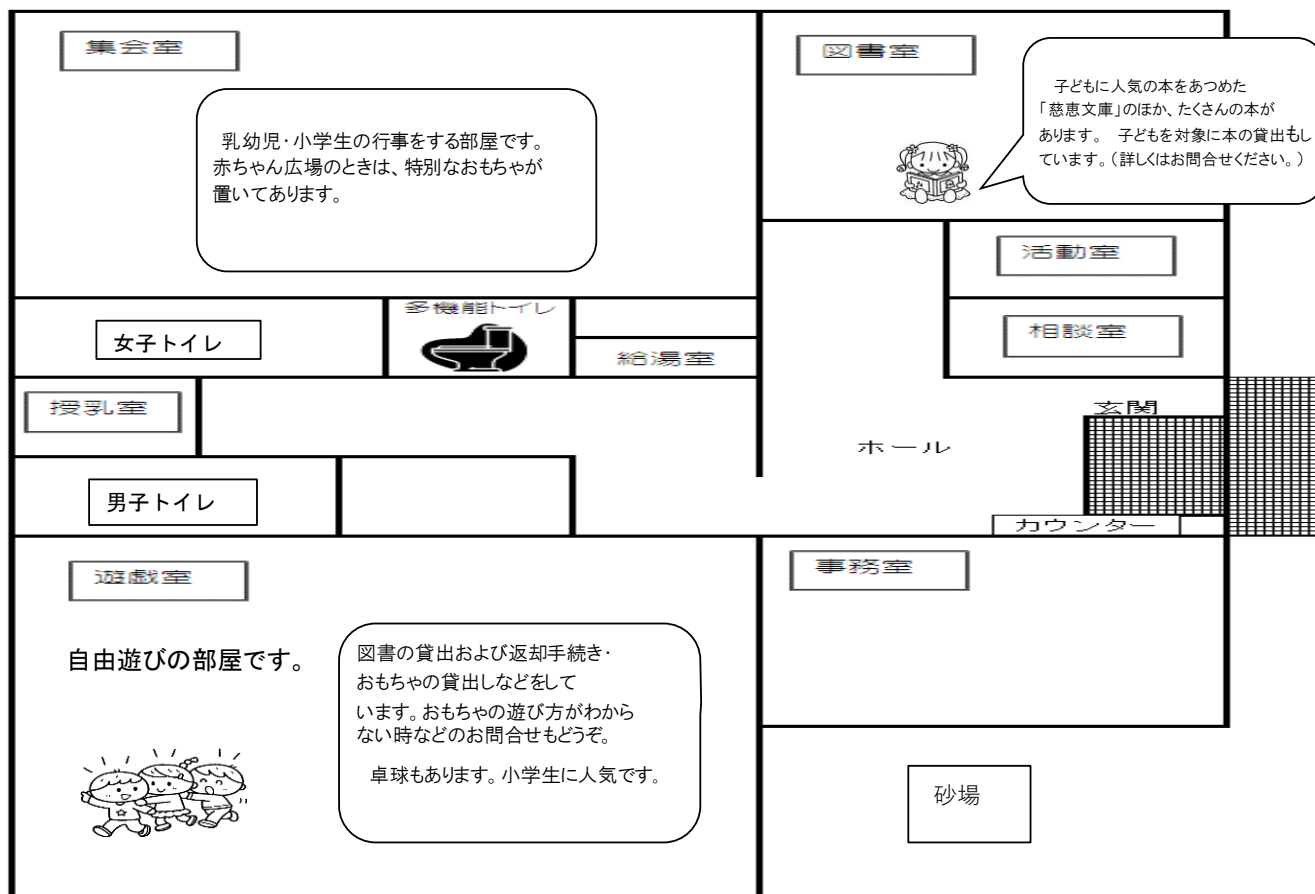 集会室
乳幼児・小学生の行事をする部屋です。
赤ちゃん広場のときは、特別なおもちゃが
置いてあります。
図書室
子どもに人気の本をあつめた
「慈恵文庫」のほか、たくさんの本が
あります。 子どもを対象に本の貸出もし
ています。（詳しくはお問合せください。）
活動室
相談室
女子トイレ
多機能トイレ
給湯室
授乳室
玄関
ホール
男子トイレ
カウンター
遊戯室
自由遊びの部屋です。
図書の貸出および返却手続き・
おもちゃの貸出しなどをして
います。おもちゃの遊び方がわから
ない時などのお問合せもどうぞ。
卓球もあります。小学生に人気です。
事務室
砂場